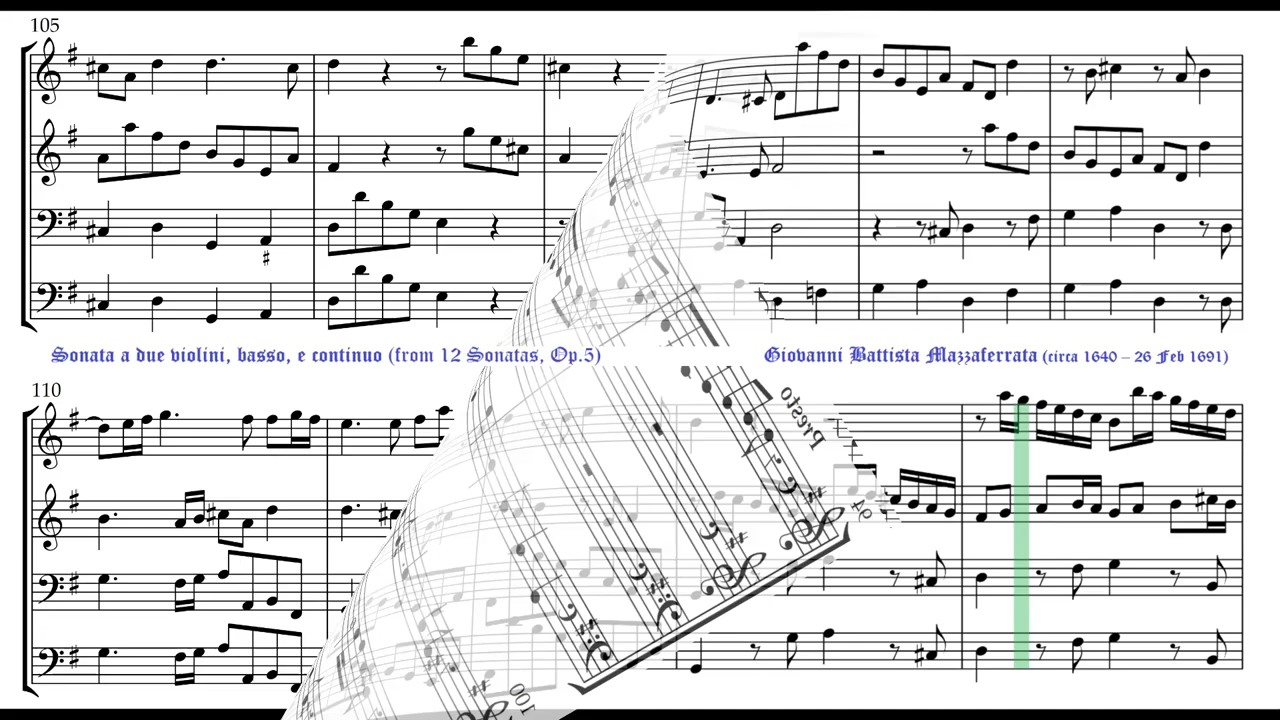 105
Sonata a due violini, basso, e continuo (from 12 Sonatas, Op.5)
Giovanni Battista Mazzaferrata (circa 1640 – 26 Feb 1691)
110
Presto